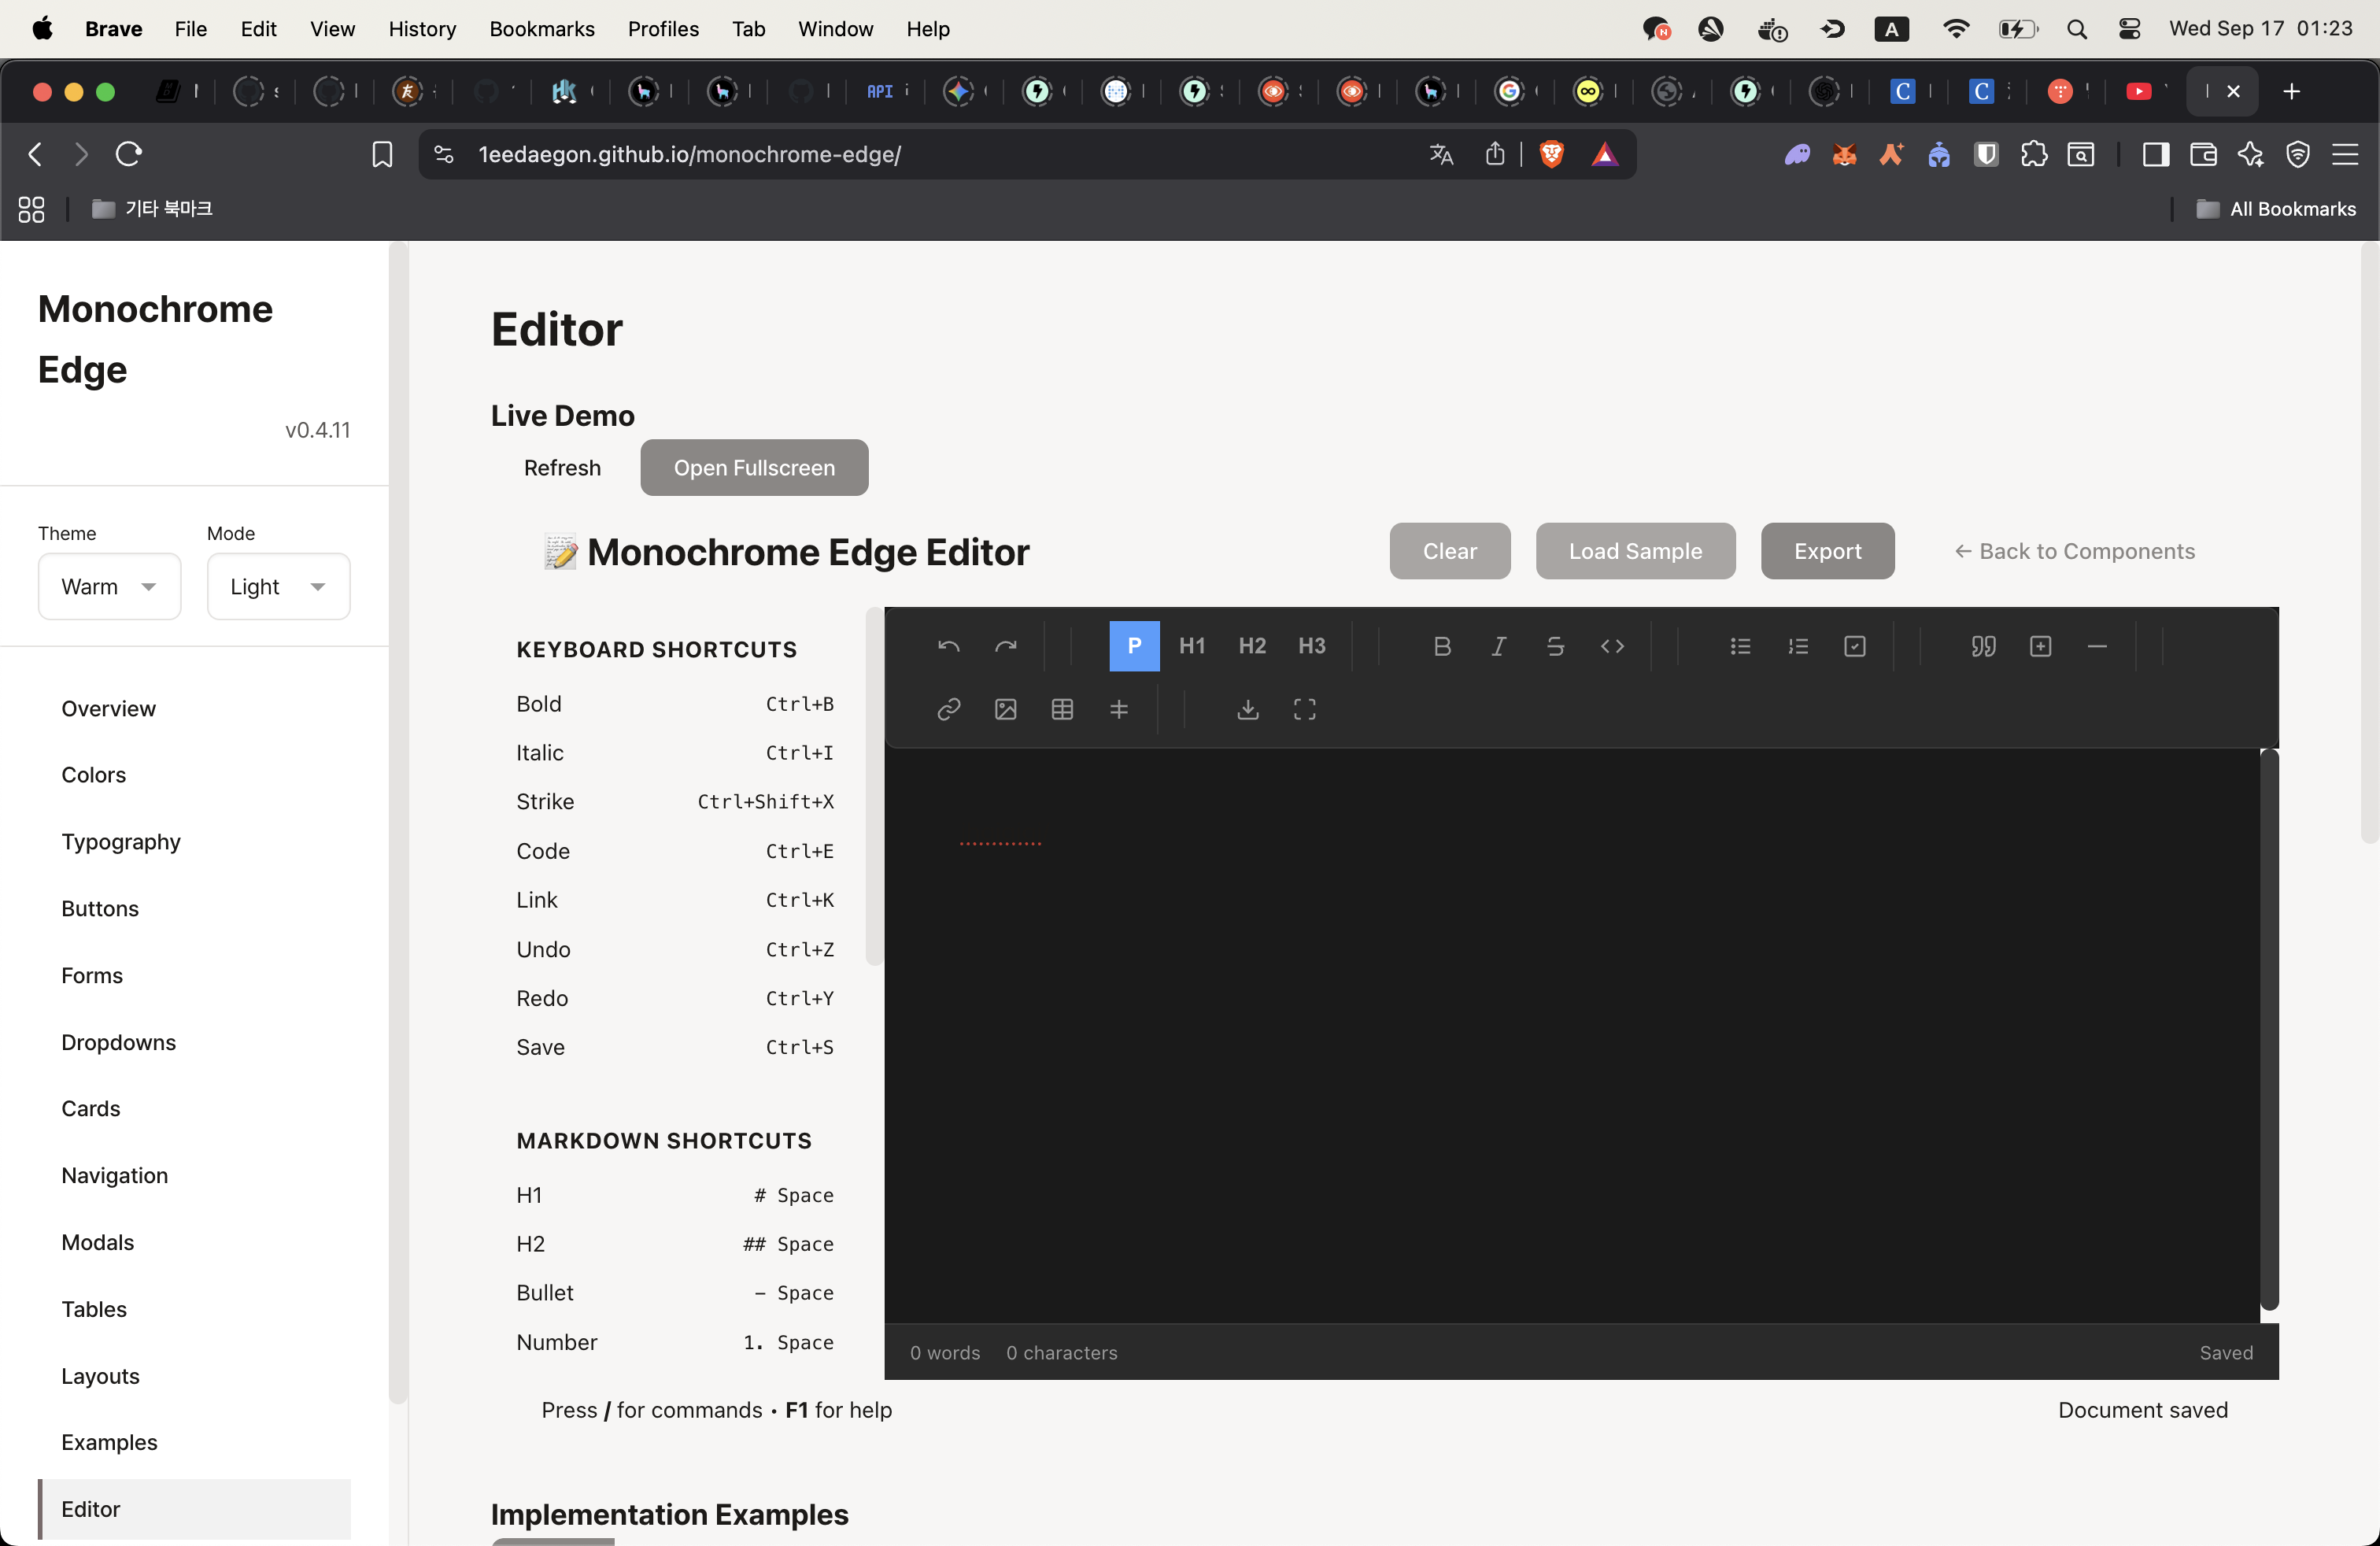 Brave File Edit View History Bookmarks Profiles Tab Window Help A Wed Sep 17 01:23
API
1eedaegon.github.io/monochrome-edge/
기타 북마크 All Bookmarks
Monochrome
Edge
v0.4.11
Theme Mode
Warm Light
Overview
Colors
Typography
Buttons
Forms
Dropdowns
Cards
Navigation
Modals
Tables
Layouts
Examples
Editor
Editor
Live Demo
Refresh Open Fullscreen
📝 Monochrome Edge Editor Clear Load Sample Export ← Back to Components
KEYBOARD SHORTCUTS
Bold Ctrl+B
Italic Ctrl+I
Strike Ctrl+Shift+X
Code Ctrl+E
Link Ctrl+K
Undo Ctrl+Z
Redo Ctrl+Y
Save Ctrl+S
MARKDOWN SHORTCUTS
H1 # Space
H2 ## Space
Bullet - Space
Number 1. Space
P H1 H2 H3 B I S <>
0 words 0 characters Saved
Press / for commands • F1 for help Document saved
Implementation Examples